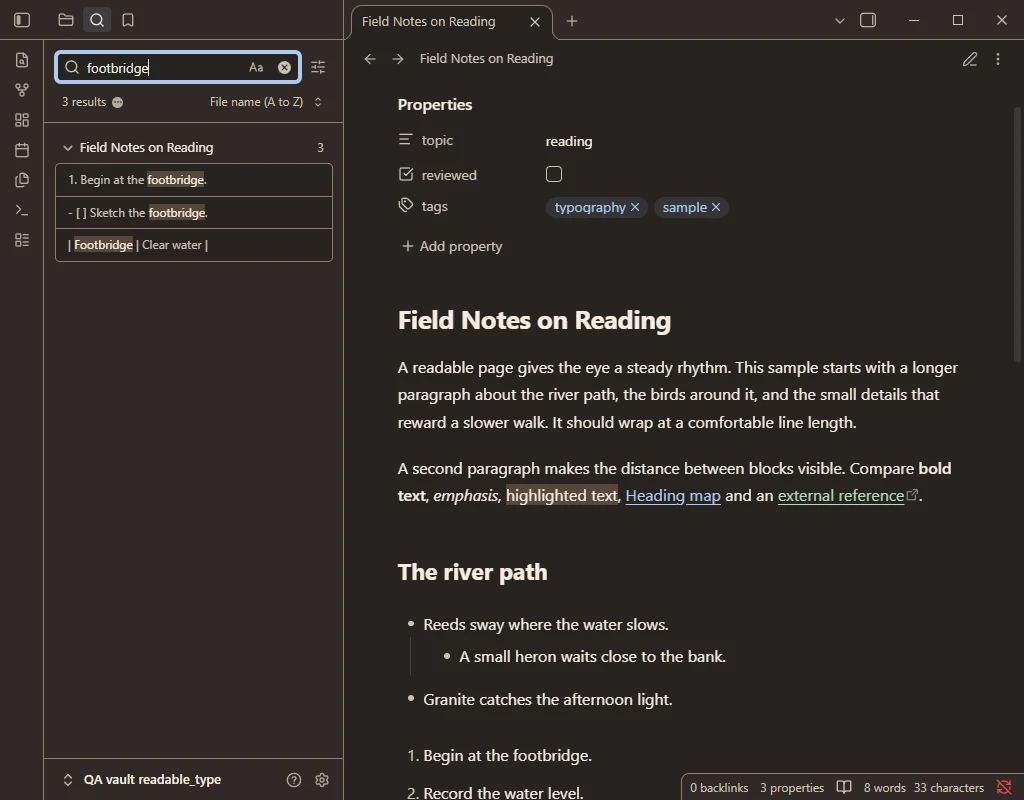 Field Notes on Reading
footbridge
Aa
3 results
File name (A to Z)
Field Notes on Reading
3
1. Begin at the footbridge.
- [ ] Sketch the footbridge.
| Footbridge | Clear water |
QA vault readable_type
Field Notes on Reading
Properties
topic
reading
reviewed
tags
typography
sample
Add property
Field Notes on Reading
A readable page gives the eye a steady rhythm. This sample starts with a longer
paragraph about the river path, the birds around it, and the small details that
reward a slower walk. It should wrap at a comfortable line length.
A second paragraph makes the distance between blocks visible. Compare bold
text, emphasis, highlighted text, Heading map and an external reference.
The river path
Reeds sway where the water slows.
A small heron waits close to the bank.
Granite catches the afternoon light.
1. Begin at the footbridge.
2. Record the water level.
0 backlinks
3 properties
8 words
33 characters